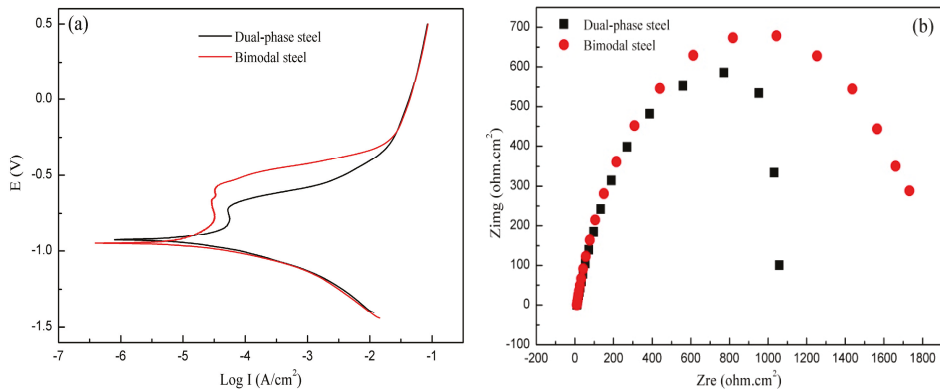 (a)
Dual-phase steel
Bimodal steel
E (V)
0.5
0.0
-0.5
-1.0
-1.5
-7 -6 -5 -4 -3 -2 -1
Log I (A/cm²)
(b)
Dual-phase steel
Bimodal steel
Zimg (ohm.cm²)
700
600
500
400
300
200
100
0
-100
-200 0 200 400 600 800 1000 1200 1400 1600 1800
Zre (ohm.cm²)